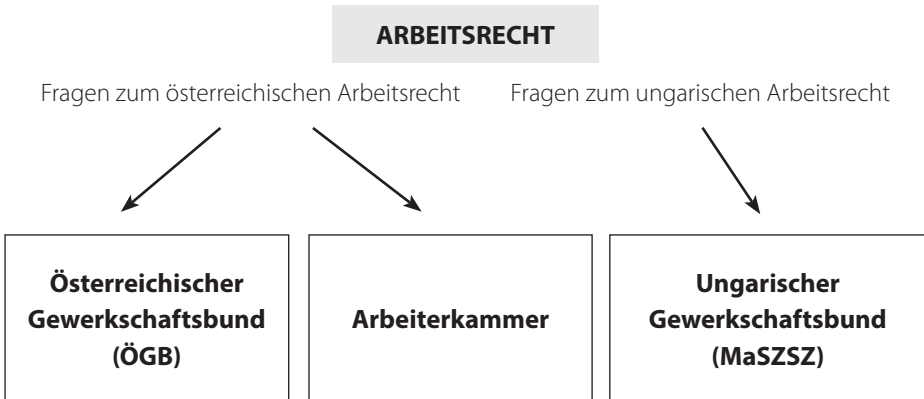 ARBEITSRECHT
Fragen zum österreichischen Arbeitsrecht
Fragen zum ungarischen Arbeitsrecht
Österreichischer
Gewerkschaftsbund
(ÖGB)
Arbeiterkammer
Ungarischer
Gewerkschaftsbund
(MaSZSZ)